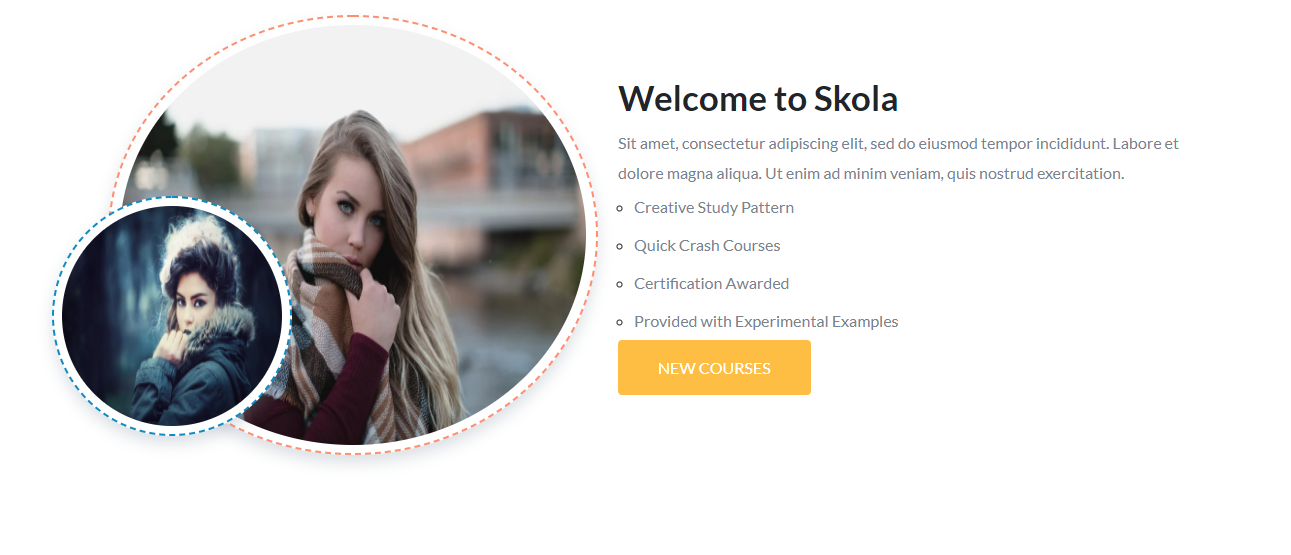 Welcome to Skola
Sit amet, consectetur adipiscing elit, sed do eiusmod tempor incididunt. Labore et
dolore magna aliqua. Ut enim ad minim veniam, quis nostrud exercitation.
Creative Study Pattern
Quick Crash Courses
Certification Awarded
Provided with Experimental Examples
NEW COURSES